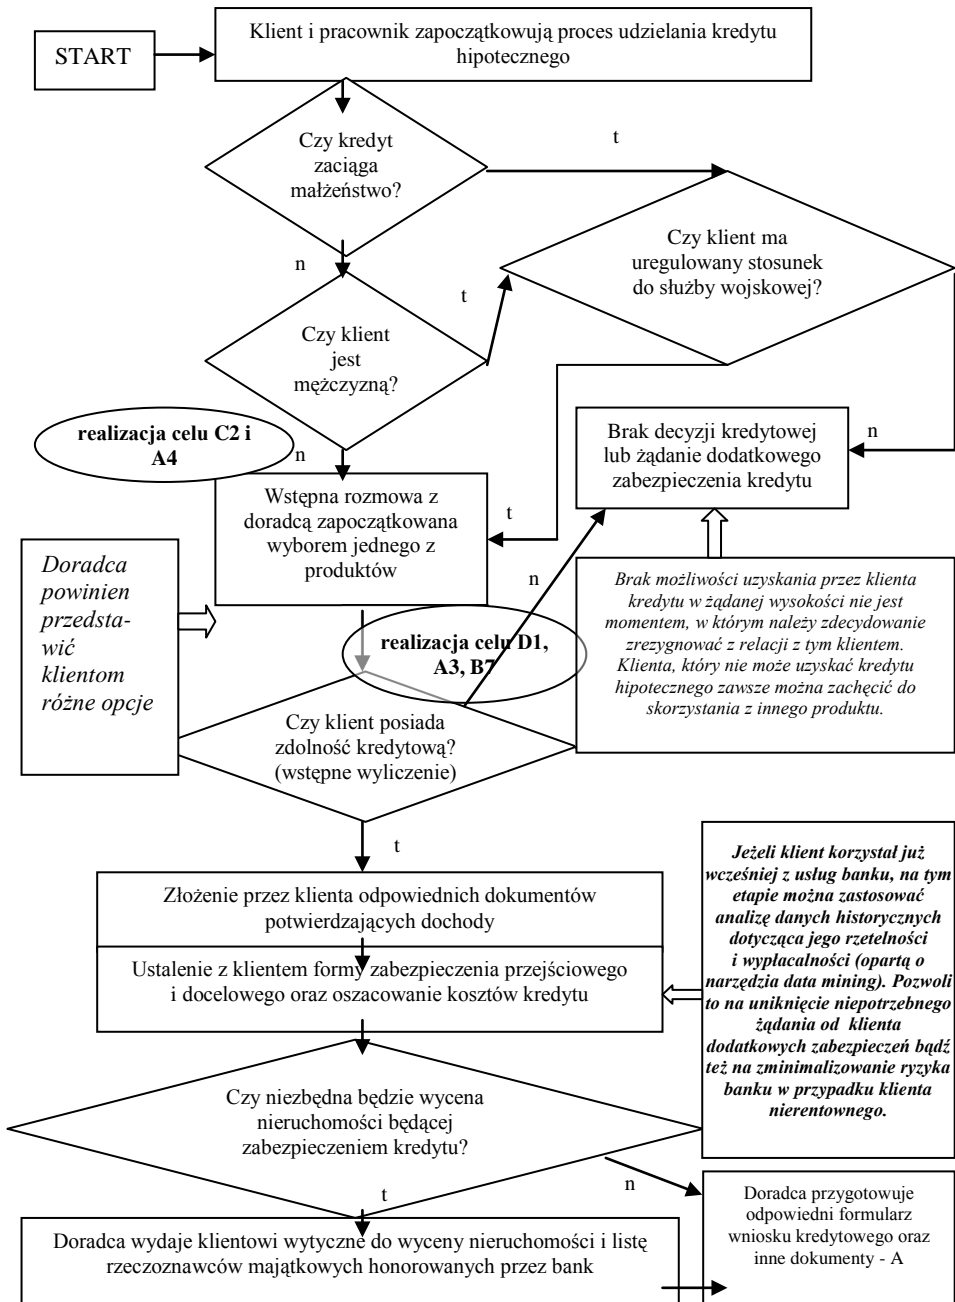 START
Klient i pracownik zapoczątkowują proces udzielania kredytu
hipotecznego
Czy kredyt
zaciąga
małżeństwo?
t
n
Czy klient ma
uregulowany stosunek
do służby wojskowej?
t
Czy klient
jest
mężczyzną?
realizacja celu C2 i
A4
n
Brak decyzji kredytowej
lub żądanie dodatkowego
zabezpieczenia kredytu
n
Wstępna rozmowa z
doradcą zapoczątkowana
wyborem jednego z
produktów
t
n
Doradca
powinien
przedsta-
wić
klientom
różne opcje
Brak możliwości uzyskania przez klienta
kredytu w żądanej wysokości nie jest
momentem, w którym należy zdecydowanie
zrezygnować z relacji z tym klientem.
Klienta, który nie może uzyskać kredytu
hipotecznego zawsze można zachęcić do
skorzystania z innego produktu.
realizacja celu D1,
A3, B7
Czy klient posiada
zdolność kredytową?
(wstępne wyliczenie)
t
Złożenie przez klienta odpowiednich dokumentów
potwierdzających dochody
Ustalenie z klientem formy zabezpieczenia przejściowego
i docelowego oraz oszacowanie kosztów kredytu
Jeżeli klient korzystał już
wcześniej z usług banku, na tym
etapie można zastosować
analizę danych historycznych
dotycząca jego rzetelności
i wypłacalności (opartą o
narzędzia data mining). Pozwoli
to na uniknięcie niepotrzebnego
żądania od klienta
dodatkowych zabezpieczeń bądź
też na zminimalizowanie ryzyka
banku w przypadku klienta
nierentownego.
Czy niezbędna będzie wycena
nieruchomości będącej
zabezpieczeniem kredytu?
t
n
Doradca wydaje klientowi wytyczne do wyceny nieruchomości i listę
rzeczoznawców majątkowych honorowanych przez bank
Doradca przygotowuje
odpowiedni formularz
wniosku kredytowego oraz
inne dokumenty - A